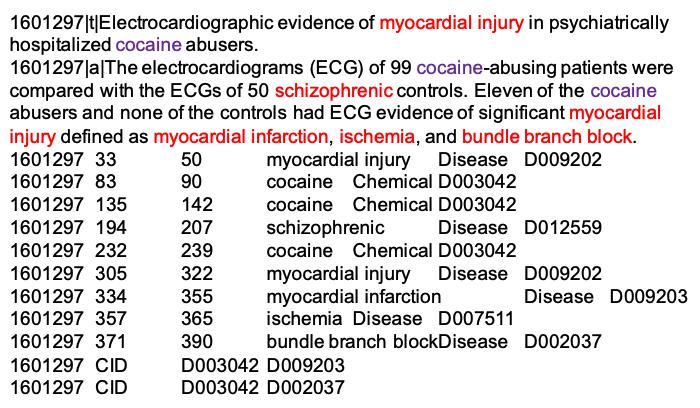 1601297|t|Electrocardiographic evidence of myocardial injury in psychiatrically
hospitalized cocaine abusers.
1601297|a|The electrocardiograms (ECG) of 99 cocaine-abusing patients were
compared with the ECGs of 50 schizophrenic controls. Eleven of the cocaine
abusers and none of the controls had ECG evidence of significant myocardial
injury defined as myocardial infarction, ischemia, and bundle branch block.
1601297 33 50 myocardial injury Disease D009202
1601297 83 90 cocaine Chemical D003042
1601297 135 142 cocaine Chemical D003042
1601297 194 207 schizophrenic Disease D012559
1601297 232 239 cocaine Chemical D003042
1601297 305 322 myocardial injury Disease D009202
1601297 334 355 myocardial infarction Disease D009203
1601297 357 365 ischemia Disease D007511
1601297 371 390 bundle branch blockDisease D002037
1601297 CID D003042 D009203
1601297 CID D003042 D002037